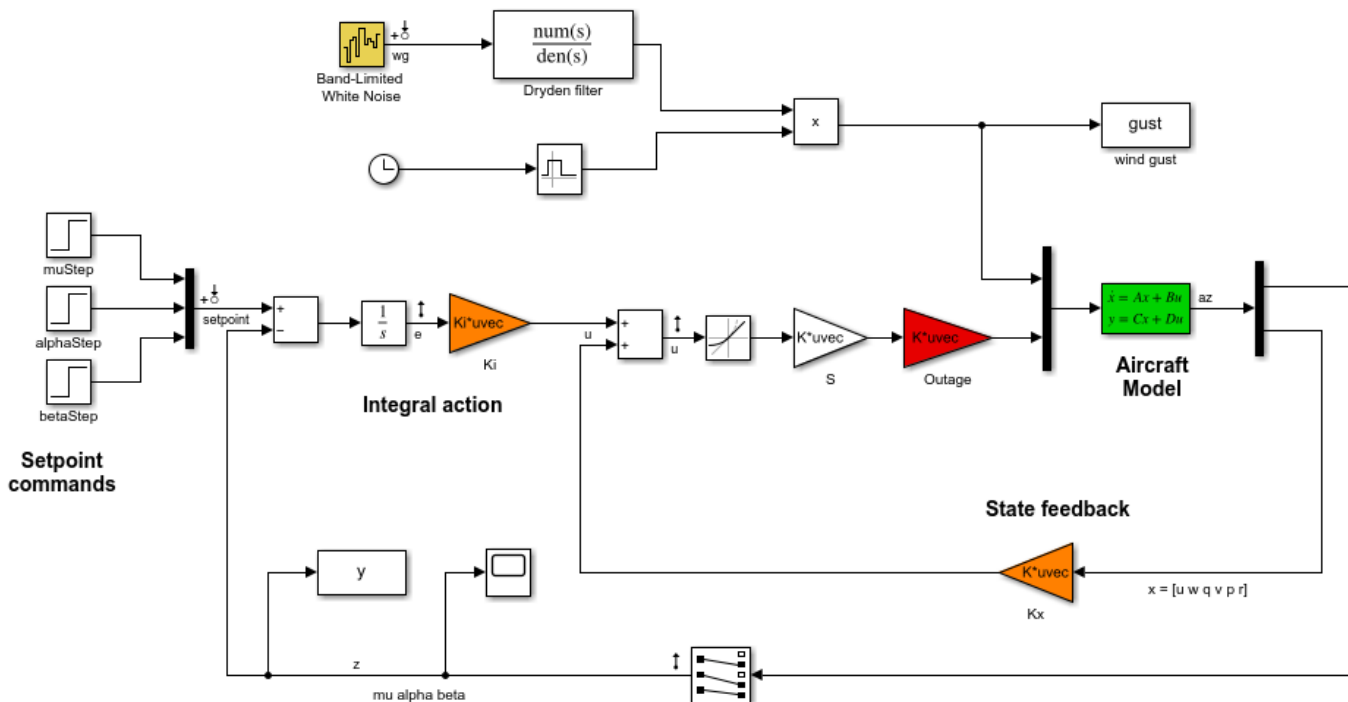 num(s)
den(s)
wg
Band-Limited
White Noise
Dryden filter
x
gust
wind gust
muStep
alphaStep
betaStep
Setpoint
commands
setpoint
+
−
1
s
e
Ki*uvec
Ki
Integral action
u
+
+
u
K*uvec
S
K*uvec
Outage
ẋ = Ax + Bu
y = Cx + Du
az
Aircraft
Model
State feedback
K*uvec
Kx
x = [u w q v p r]
y
z
mu alpha beta